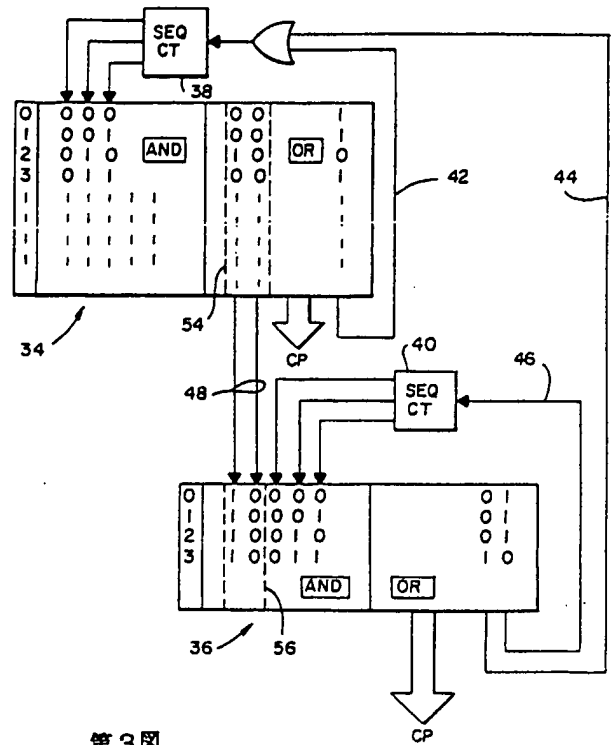 SEQ
CT
38
0 0 0 0 0 0 1
1 0 0 1 0 0 1
2 0 1 0 1 0 0
3 0 1 1 0 0 1
AND
OR
42
44
54
34
CP
48
40
SEQ
CT
46
0 1 0 0 0 0 0 1
1 1 0 0 0 1 0 1
2 1 0 0 1 0 0 1
3 1 0 0 1 1 1 0
AND
OR
36
56
CP
第3図